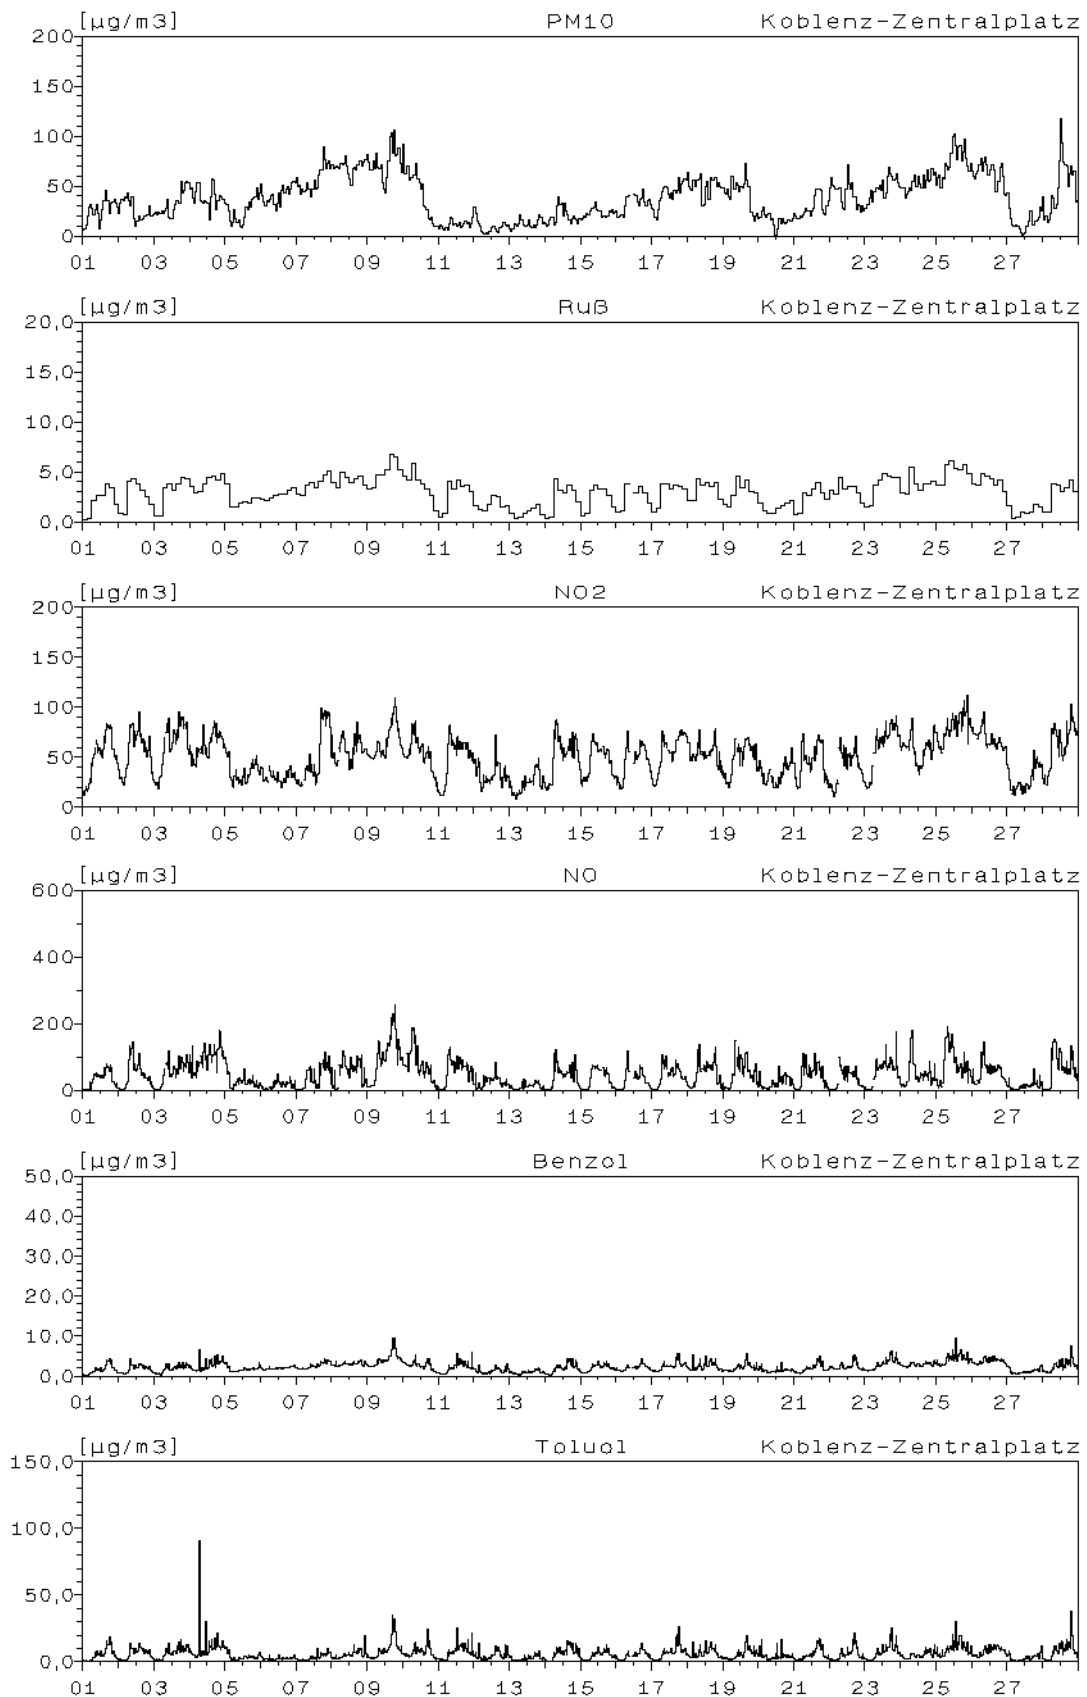 [µg/m3] PM10 Koblenz-Zentralplatz
200
150
100
50
0
01 03 05 07 09 11 13 15 17 19 21 23 25 27
[µg/m3] Ruß Koblenz-Zentralplatz
20,0
15,0
10,0
5,0
0,0
01 03 05 07 09 11 13 15 17 19 21 23 25 27
[µg/m3] NO2 Koblenz-Zentralplatz
200
150
100
50
0
01 03 05 07 09 11 13 15 17 19 21 23 25 27
[µg/m3] NO Koblenz-Zentralplatz
600
400
200
0
01 03 05 07 09 11 13 15 17 19 21 23 25 27
[µg/m3] Benzol Koblenz-Zentralplatz
50,0
40,0
30,0
20,0
10,0
0,0
01 03 05 07 09 11 13 15 17 19 21 23 25 27
[µg/m3] Toluol Koblenz-Zentralplatz
150,0
100,0
50,0
0,0
01 03 05 07 09 11 13 15 17 19 21 23 25 27